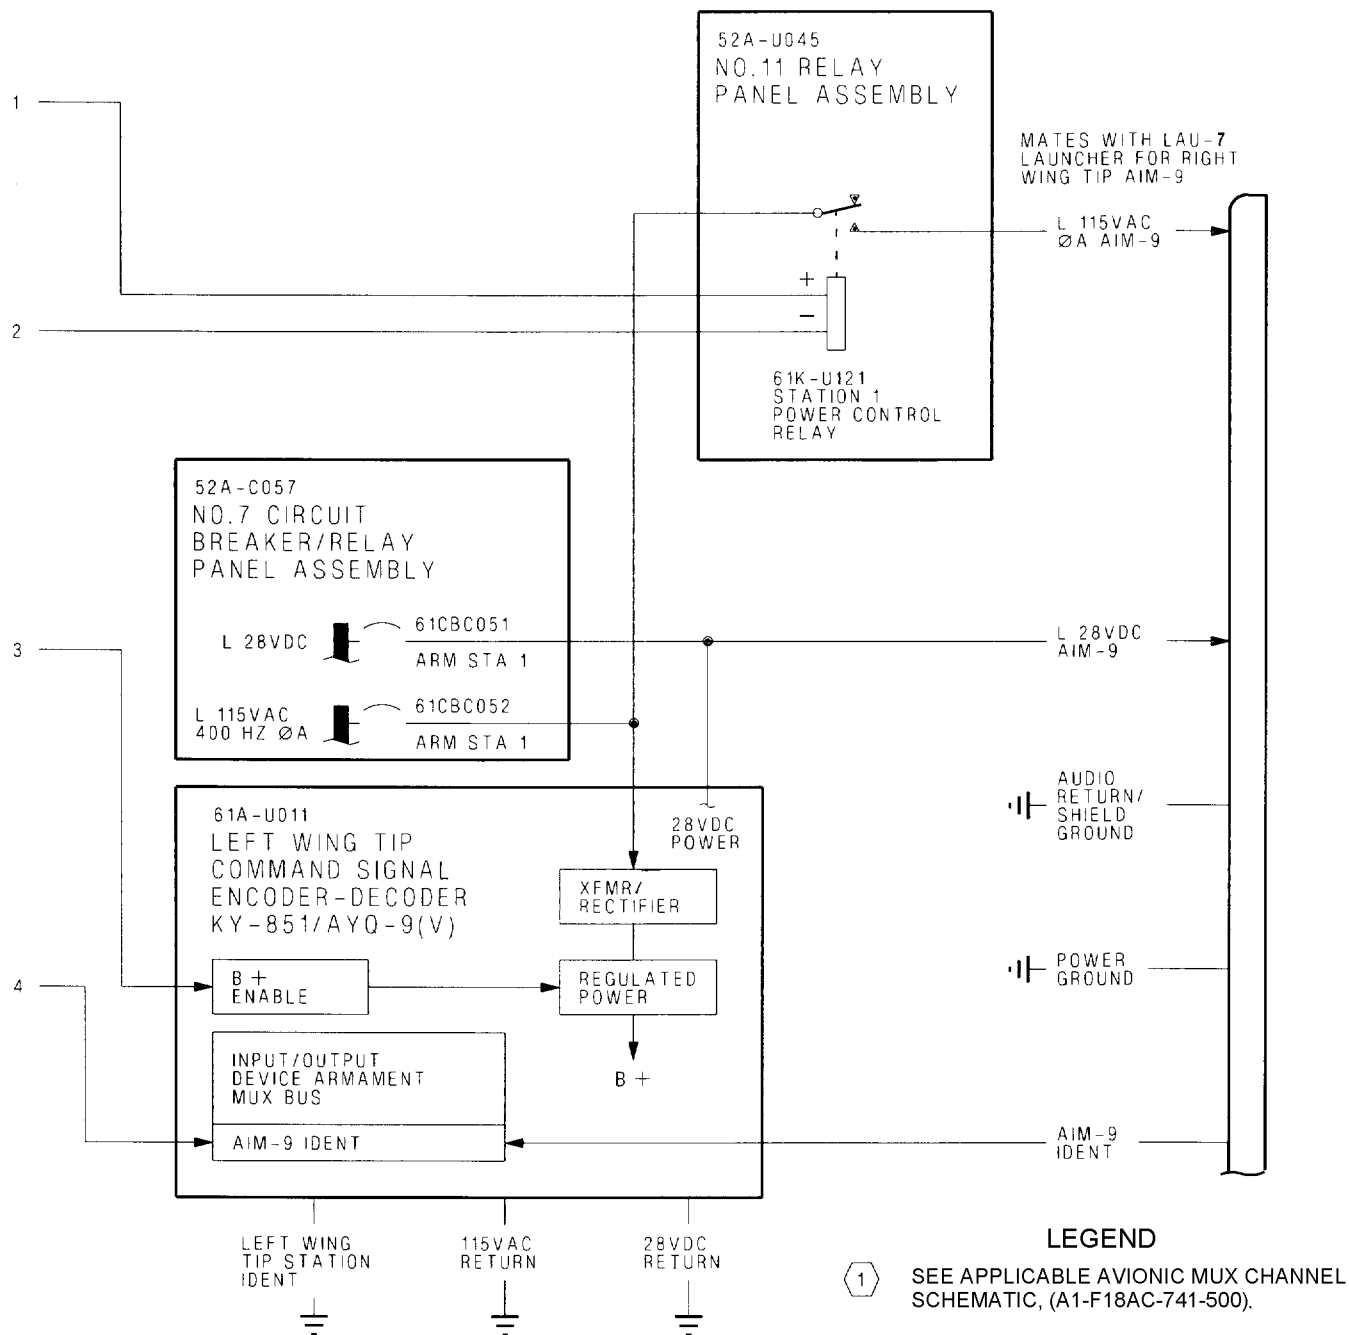 52A-U045
NO.11 RELAY
PANEL ASSEMBLY
1
MATES WITH LAU-7
LAUNCHER FOR RIGHT
WING TIP AIM-9
L 115VAC
ØA AIM-9
+
−
2
61K-U121
STATION 1
POWER CONTROL
RELAY
52A-C057
NO.7 CIRCUIT
BREAKER/RELAY
PANEL ASSEMBLY
L 28VDC
61CBC051
ARM STA 1
3
L 28VDC
AIM-9
L 115VAC
400 HZ ØA
61CBC052
ARM STA 1
61A-U011
LEFT WING TIP
COMMAND SIGNAL
ENCODER-DECODER
KY-851/AYQ-9(V)
28VDC
POWER
AUDIO
RETURN/
SHIELD
GROUND
XFMR/
RECTIFIER
4
B +
ENABLE
REGULATED
POWER
POWER
GROUND
B +
INPUT/OUTPUT
DEVICE ARMAMENT
MUX BUS
AIM-9 IDENT
AIM-9
IDENT
LEFT WING
TIP STATION
IDENT
115VAC
RETURN
28VDC
RETURN
LEGEND
1 SEE APPLICABLE AVIONIC MUX CHANNEL
SCHEMATIC, (A1-F18AC-741-500).